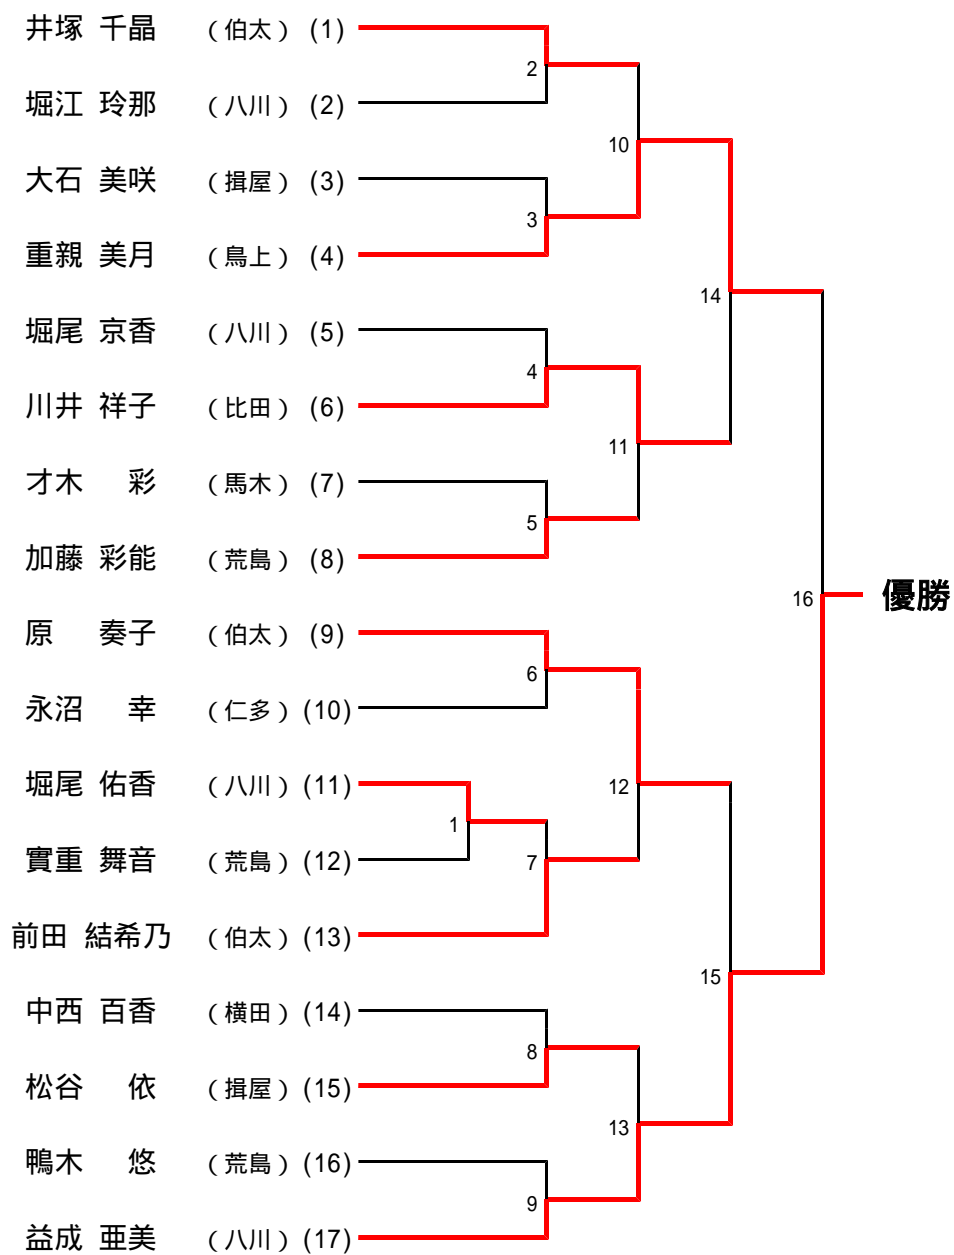 井塚 千晶 （伯太） (1)
2
堀江 玲那 （八川） (2)
10
大石 美咲 （揖屋） (3)
3
重親 美月 （鳥上） (4)
14
堀尾 京香 （八川） (5)
4
川井 祥子 （比田） (6)
11
才木 彩 （馬木） (7)
5
加藤 彩能 （荒島） (8)
16 優勝
原 奏子 （伯太） (9)
6
永沼 幸 （仁多） (10)
堀尾 佑香 （八川） (11)
12
1
實重 舞音 （荒島） (12)
7
前田 結希乃 （伯太） (13)
15
中西 百香 （横田） (14)
8
松谷 依 （揖屋） (15)
13
鴨木 悠 （荒島） (16)
9
益成 亜美 （八川） (17)